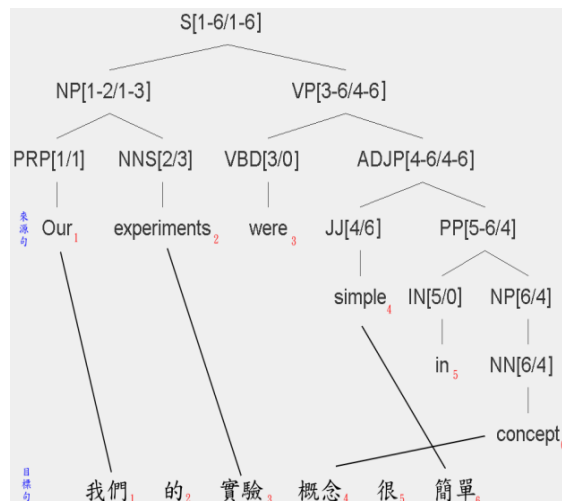 S[1-6/1-6]
NP[1-2/1-3] VP[3-6/4-6]
PRP[1/1] NNS[2/3] VBD[3/0] ADJP[4-6/4-6]
來源句 Our1 experiments2 were3 JJ[4/6] PP[5-6/4]
simple4 IN[5/0] NP[6/4]
in5 NN[6/4]
concept
目標句 我們1 的2 實驗3 概念4 很5 簡單6